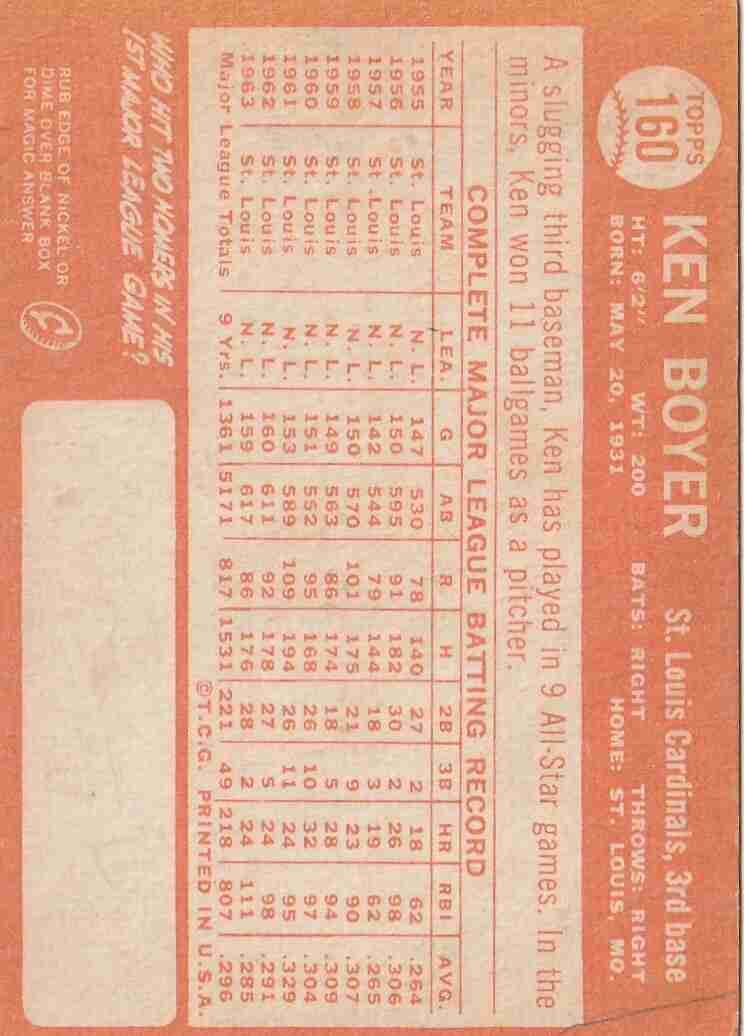 TOPPS
160
KEN BOYER St. Louis Cardinals, 3rd base
HT: 6'2" WT: 200 BATS: RIGHT THROWS: RIGHT
BORN: MAY 20, 1931 HOME: ST. LOUIS, MO.
A slugging third baseman, Ken has played in 9 All-Star games. In the
minors, Ken won 11 ballgames as a pitcher.
COMPLETE MAJOR LEAGUE BATTING RECORD
YEAR TEAM LEA. G AB R H 2B 3B HR RBI AVG.
1955 St. Louis N. L. 147 530 78 140 27 2 18 62 .264
1956 St. Louis N. L. 150 595 91 182 30 2 26 98 .306
1957 St. Louis N. L. 142 544 79 144 18 3 19 62 .265
1958 St. Louis N. L. 150 570 101 175 21 9 23 90 .307
1959 St. Louis N. L. 149 563 86 174 18 5 28 94 .309
1960 St. Louis N. L. 151 552 95 168 26 10 32 97 .304
1961 St. Louis N. L. 153 589 109 194 26 11 24 95 .329
1962 St. Louis N. L. 160 611 92 178 27 5 24 98 .291
1963 St. Louis N. L. 159 617 86 176 28 2 24 111 .285
Major League Totals 9 Yrs. 1361 5171 817 1531 221 49 218 807 .296
©T.C.G. PRINTED IN U.S.A.
WHO HIT TWO HOMERS IN HIS
1ST MAJOR LEAGUE GAME?
RUB EDGE OF NICKEL OR
DIME OVER BLANK BOX
FOR MAGIC ANSWER